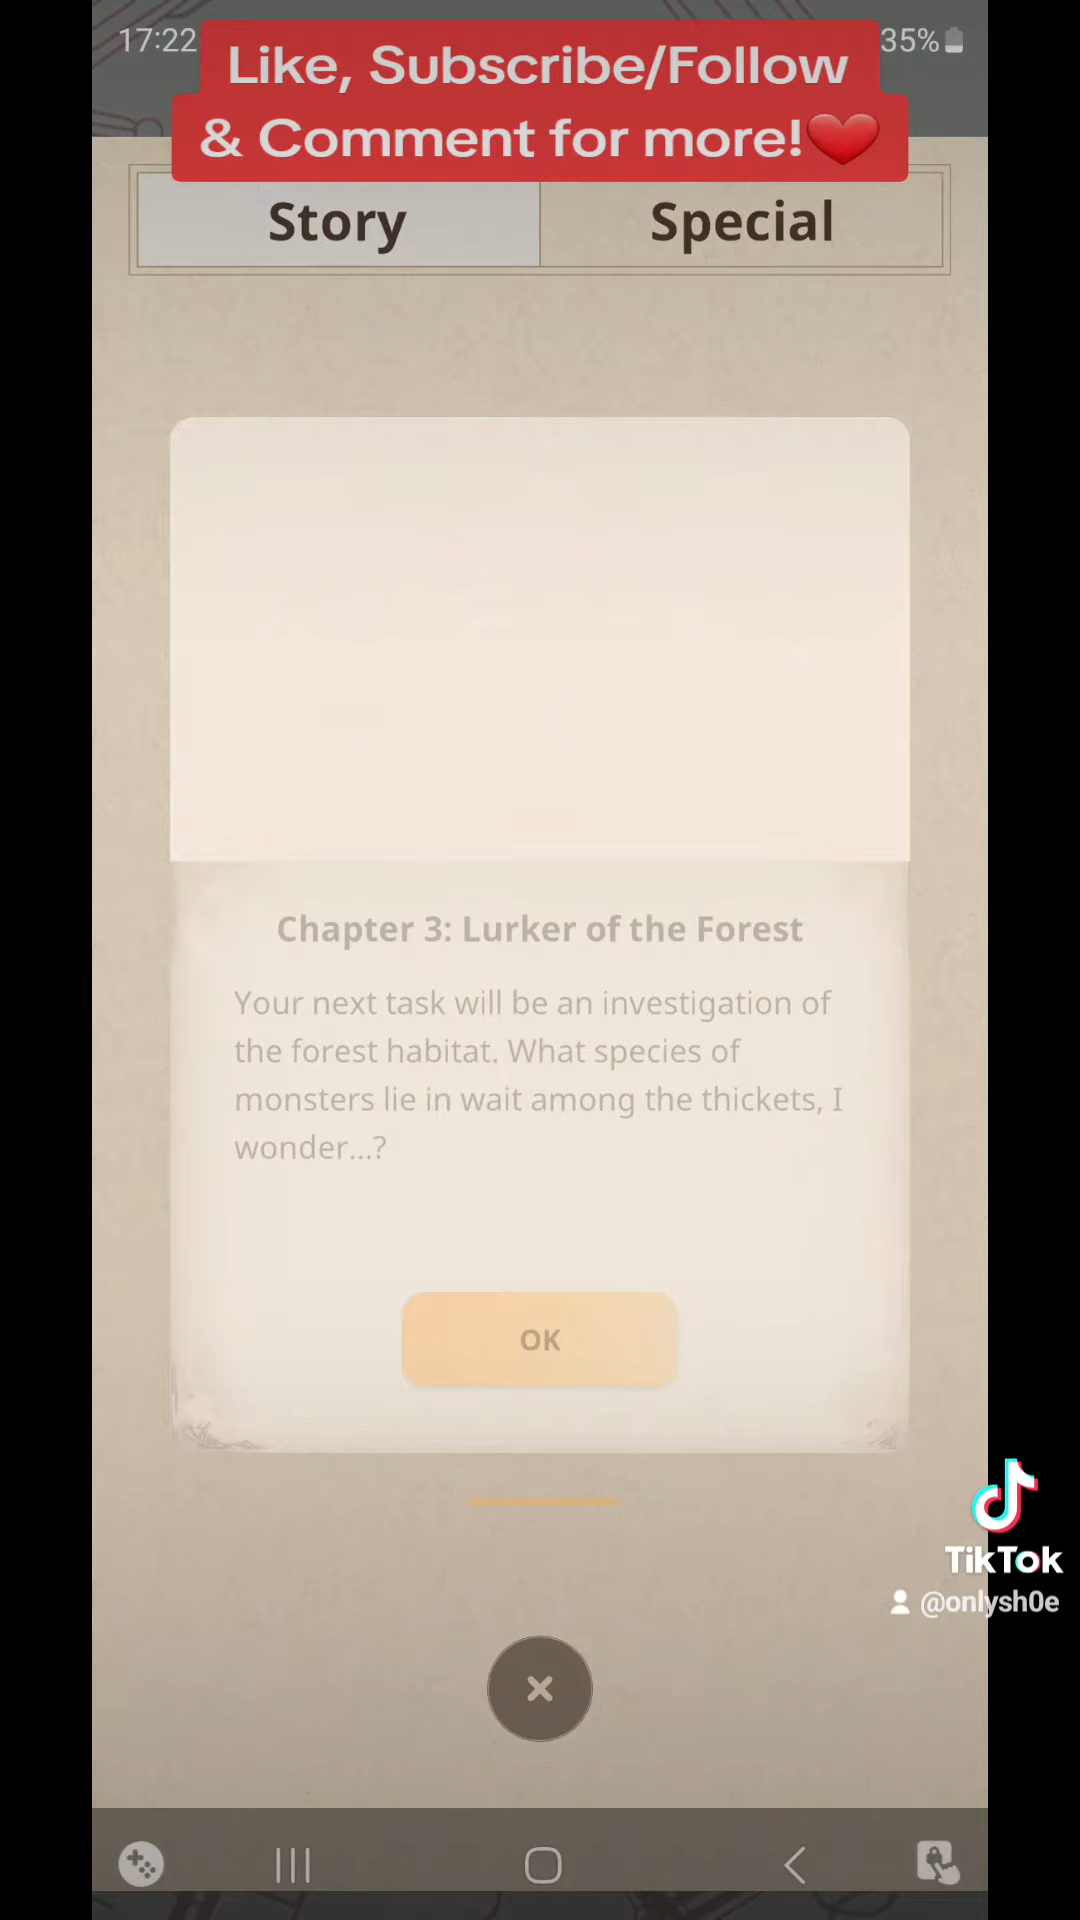 17:22
35%
Like, Subscribe/Follow
& Comment for more!❤️
Story
Special
Chapter 3: Lurker of the Forest
Your next task will be an investigation of
the forest habitat. What species of
monsters lie in wait among the thickets, I
wonder...?
OK
TikTok
@onlysh0e